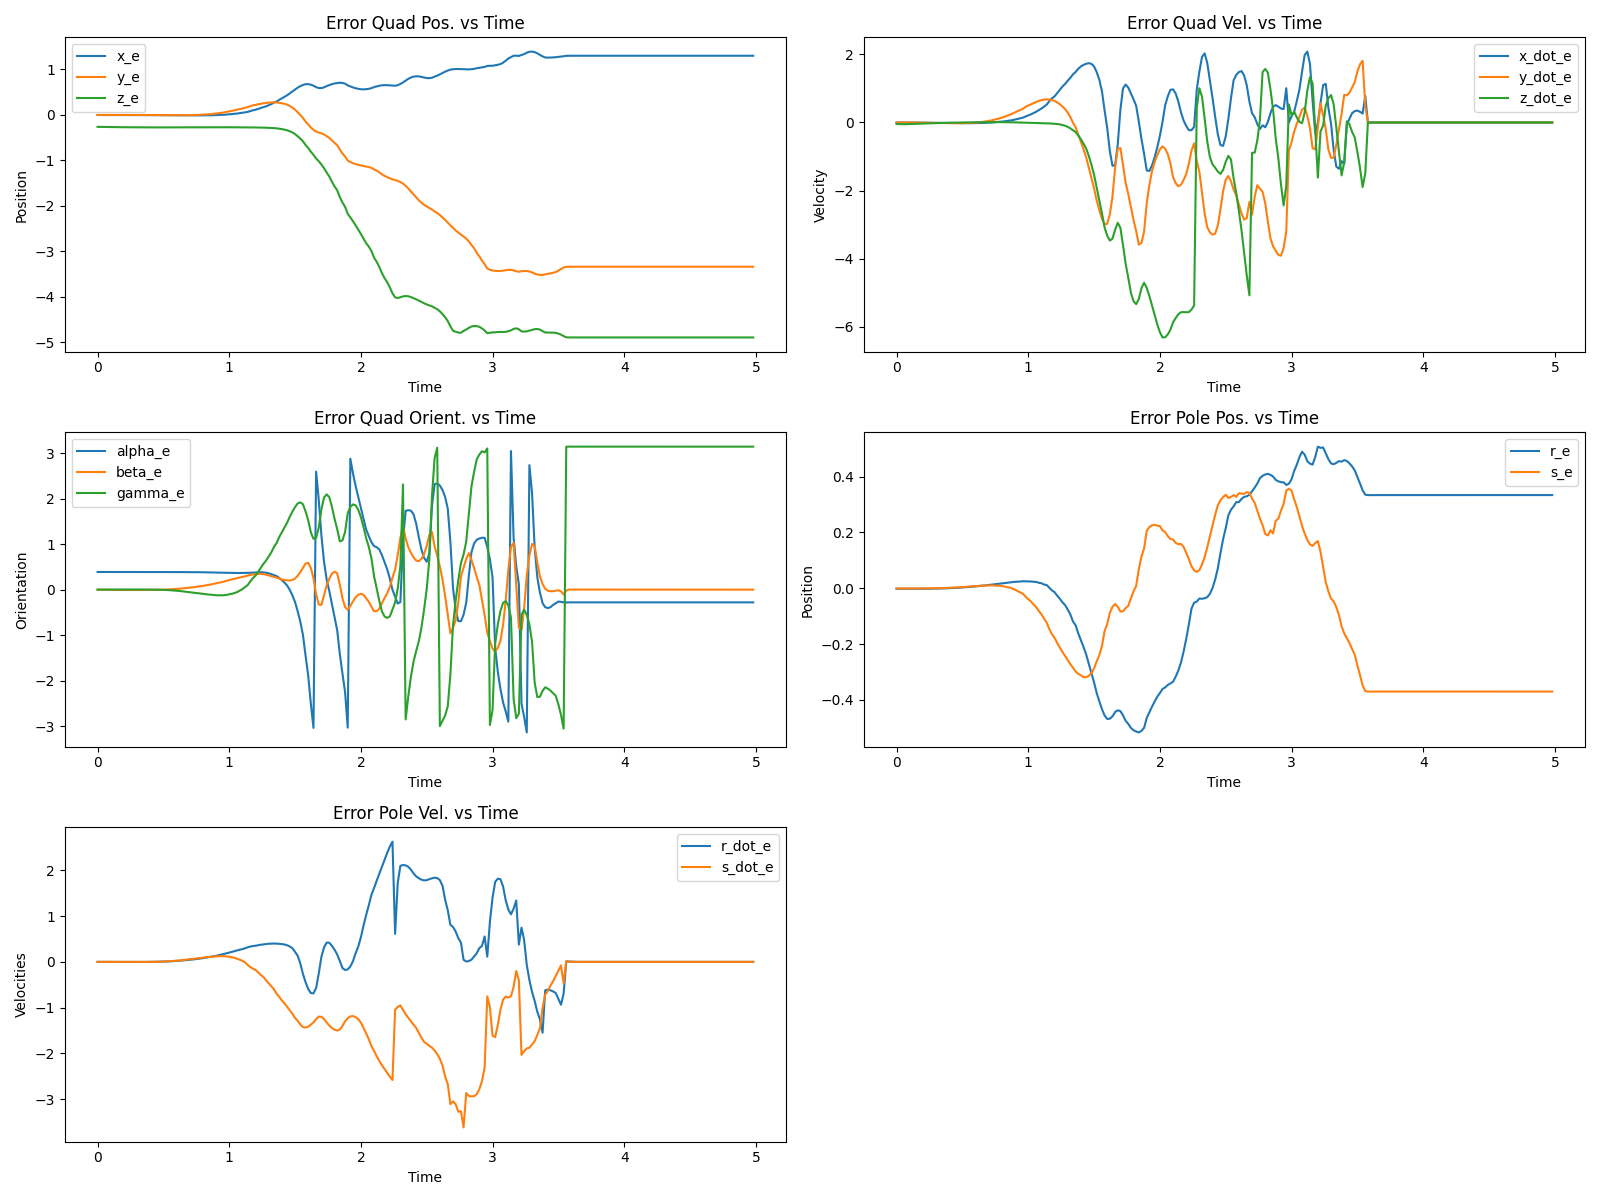 Error Quad Pos. vs Time
Position
1
0
−1
−2
−3
−4
−5
x_e
y_e
z_e
0 1 2 3 4 5
Time
Error Quad Vel. vs Time
Velocity
2
0
−2
−4
−6
x_dot_e
y_dot_e
z_dot_e
0 1 2 3 4 5
Time
Error Quad Orient. vs Time
Orientation
3
2
1
0
−1
−2
−3
alpha_e
beta_e
gamma_e
0 1 2 3 4 5
Time
Error Pole Pos. vs Time
Position
0.4
0.2
0.0
−0.2
−0.4
r_e
s_e
0 1 2 3 4 5
Time
Error Pole Vel. vs Time
Velocities
2
1
0
−1
−2
−3
r_dot_e
s_dot_e
0 1 2 3 4 5
Time